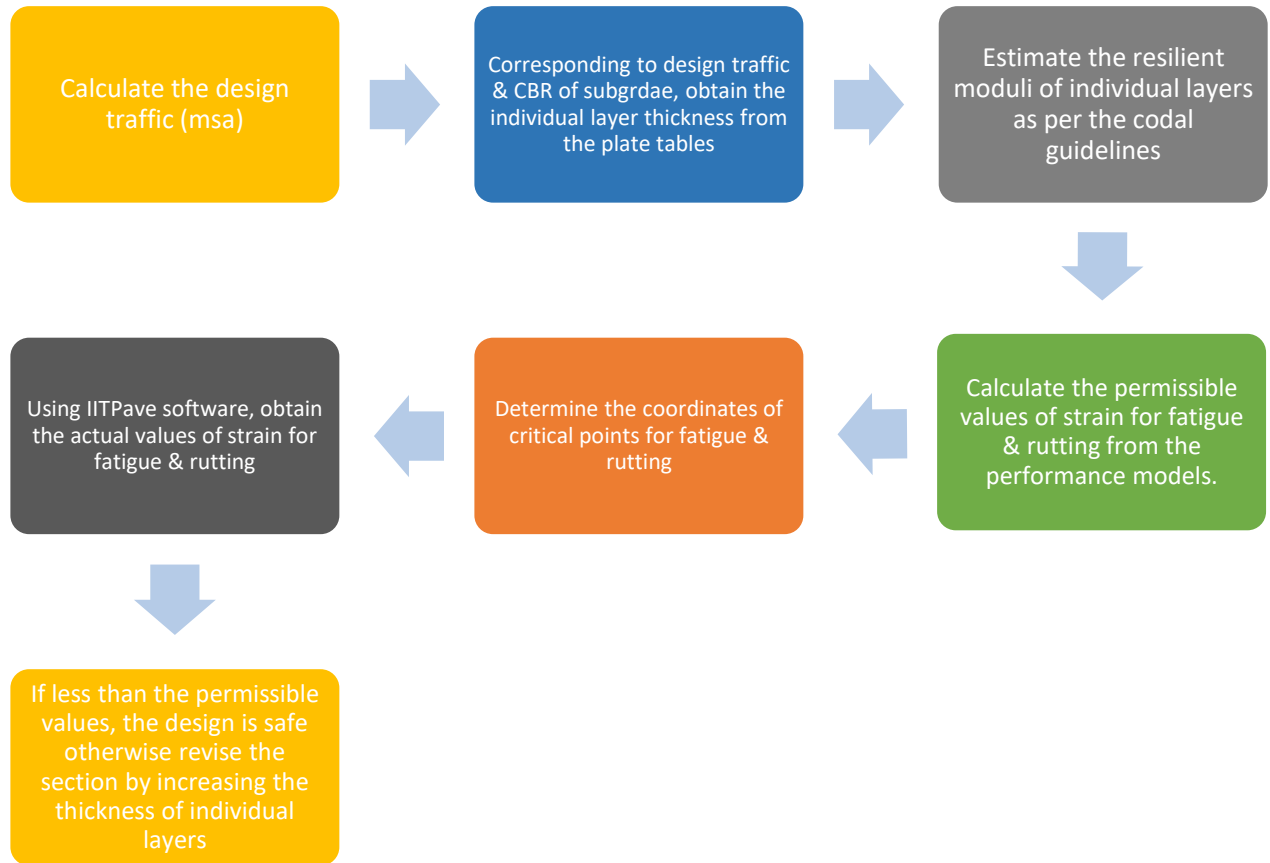 Calculate the design
traffic (msa)
Corresponding to design traffic
& CBR of subgrdae, obtain the
individual layer thickness from
the plate tables
Estimate the resilient
moduli of individual layers
as per the codal
guidelines
Calculate the permissible
values of strain for fatigue
& rutting from the
performance models.
Determine the coordinates of
critical points for fatigue &
rutting
Using IITPave software, obtain
the actual values of strain for
fatigue & rutting
If less than the permissible
values, the design is safe
otherwise revise the
section by increasing the
thickness of individual
layers